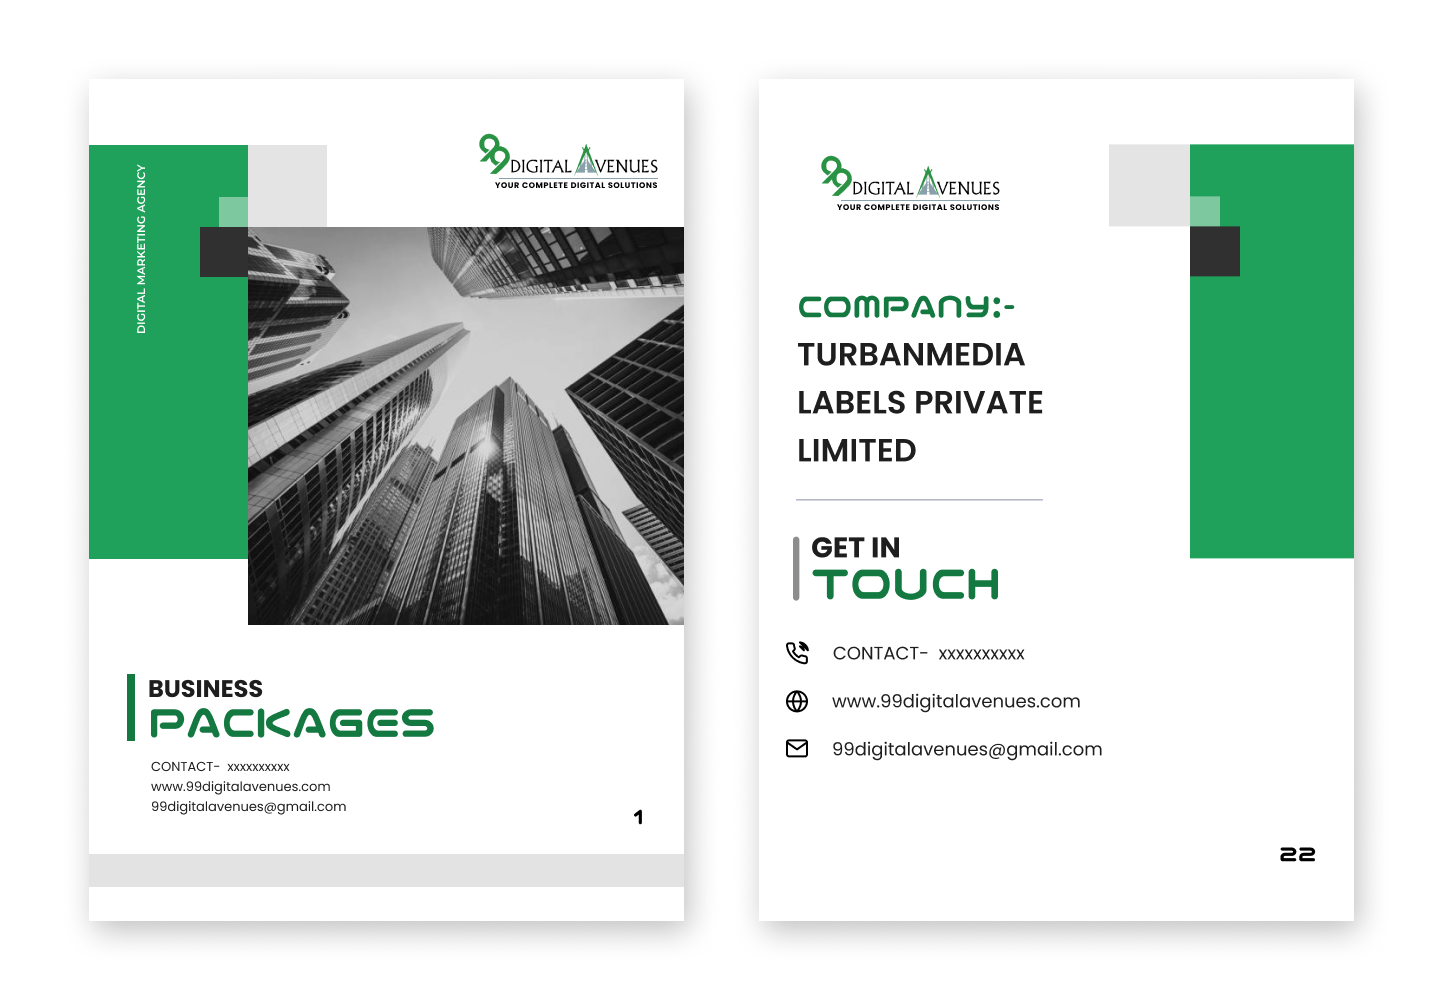 DIGITAL MARKETING AGENCY
99 DIGITAL AVENUES
YOUR COMPLETE DIGITAL SOLUTIONS
BUSINESS
PACKAGES
CONTACT- xxxxxxxxxx
www.99digitalavenues.com
99digitalavenues@gmail.com
1
99 DIGITAL AVENUES
YOUR COMPLETE DIGITAL SOLUTIONS
COMPANY:-
TURBANMEDIA
LABELS PRIVATE
LIMITED
GET IN
TOUCH
CONTACT- xxxxxxxxxx
www.99digitalavenues.com
99digitalavenues@gmail.com
22